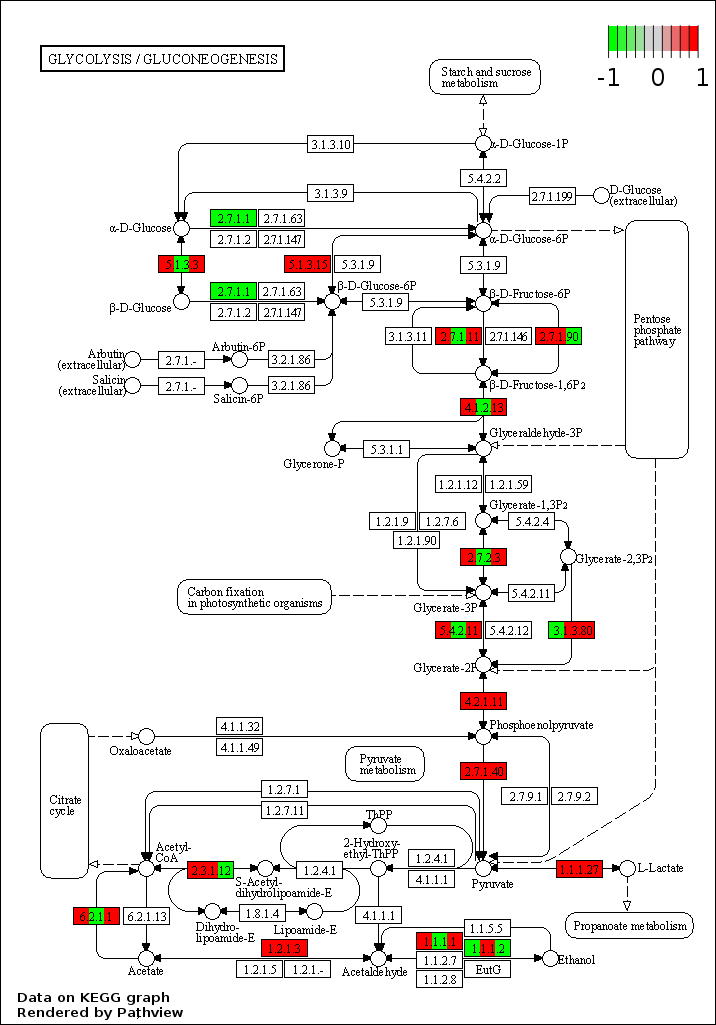 GLYCOLYSIS / GLUCONEOGENESIS
-1 0 1
Starch and sucrose
metabolism
3.1.3.10
α-D-Glucose-1P
5.4.2.2
3.1.3.9
2.7.1.199
D-Glucose
(extracellular)
2.7.1.1 2.7.1.63
α-D-Glucose
2.7.1.2 2.7.1.147
α-D-Glucose-6P
5.1.3.3
5.1.3.15 5.3.1.9
5.3.1.9
2.7.1.1 2.7.1.63
β-D-Glucose
2.7.1.2 2.7.1.147
β-D-Glucose-6P
5.3.1.9
β-D-Fructose-6P
Pentose
phosphate
pathway
3.1.3.11 2.7.1.11 2.7.1.146 2.7.1.90
Arbutin
(extracellular)
2.7.1.-
Arbutin-6P
3.2.1.86
Salicin
(extracellular)
2.7.1.-
Salicin-6P
3.2.1.86
β-D-Fructose-1,6P2
4.1.2.13
Glyceraldehyde-3P
5.3.1.1
Glycerone-P
1.2.1.12 1.2.1.59
Glycerate-1,3P2
1.2.1.9 1.2.7.6
1.2.1.90
5.4.2.4
2.7.2.3
Glycerate-2,3P2
Carbon fixation
in photosynthetic organisms
5.4.2.11
Glycerate-3P
5.4.2.11 5.4.2.12 3.1.3.80
Glycerate-2P
4.2.1.11
4.1.1.32
Phosphoenolpyruvate
Oxaloacetate
4.1.1.49
Pyruvate
metabolism
2.7.1.40
Citrate
cycle
1.2.7.1
1.2.7.11
2.7.9.1 2.7.9.2
ThPP
Acetyl-
CoA
2-Hydroxy-
ethyl-ThPP
2.3.1.12
S-Acetyl-
dihydrolipoamide-E
1.2.4.1
1.2.4.1
4.1.1.1
Pyruvate
1.1.1.27
L-Lactate
6.2.1.1 6.2.1.13
Dihydro-
lipoamide-E
1.8.1.4
Lipoamide-E
4.1.1.1
Propanoate metabolism
1.1.5.5
1.2.1.3
1.1.1.1 1.1.1.2
Acetate
1.2.1.5 1.2.1.-
Acetaldehyde
1.1.2.7
EutG
1.1.2.8
Ethanol
Data on KEGG graph
Rendered by Pathview